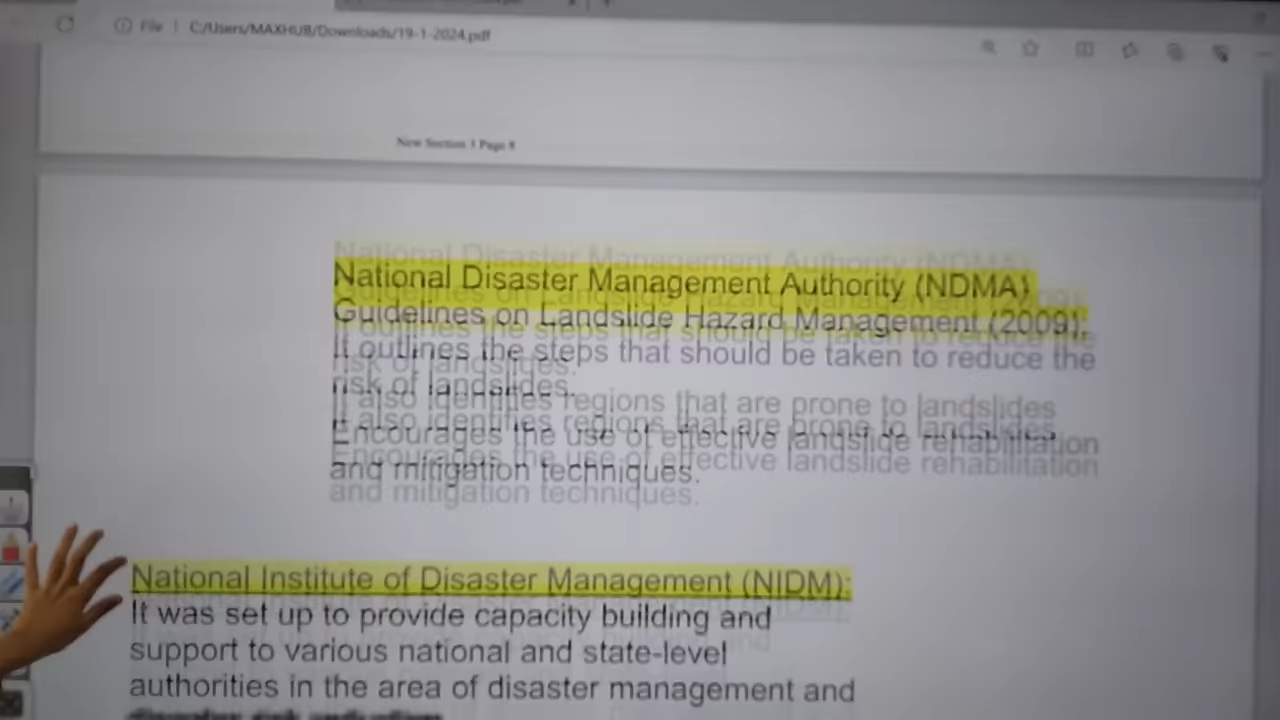 File | C:/Users/MAXHUB/Downloads/19-1-2024.pdf
New Section 3 Page 8
National Disaster Management Authority (NDMA)
Guidelines on Landslide Hazard Management (2009):
It outlines the steps that should be taken to reduce the
risk of landslides.
It also identifies regions that are prone to landslides
Encourages the use of effective landslide rehabilitation
and mitigation techniques.
National Institute of Disaster Management (NIDM):
It was set up to provide capacity building and
support to various national and state-level
authorities in the area of disaster management and